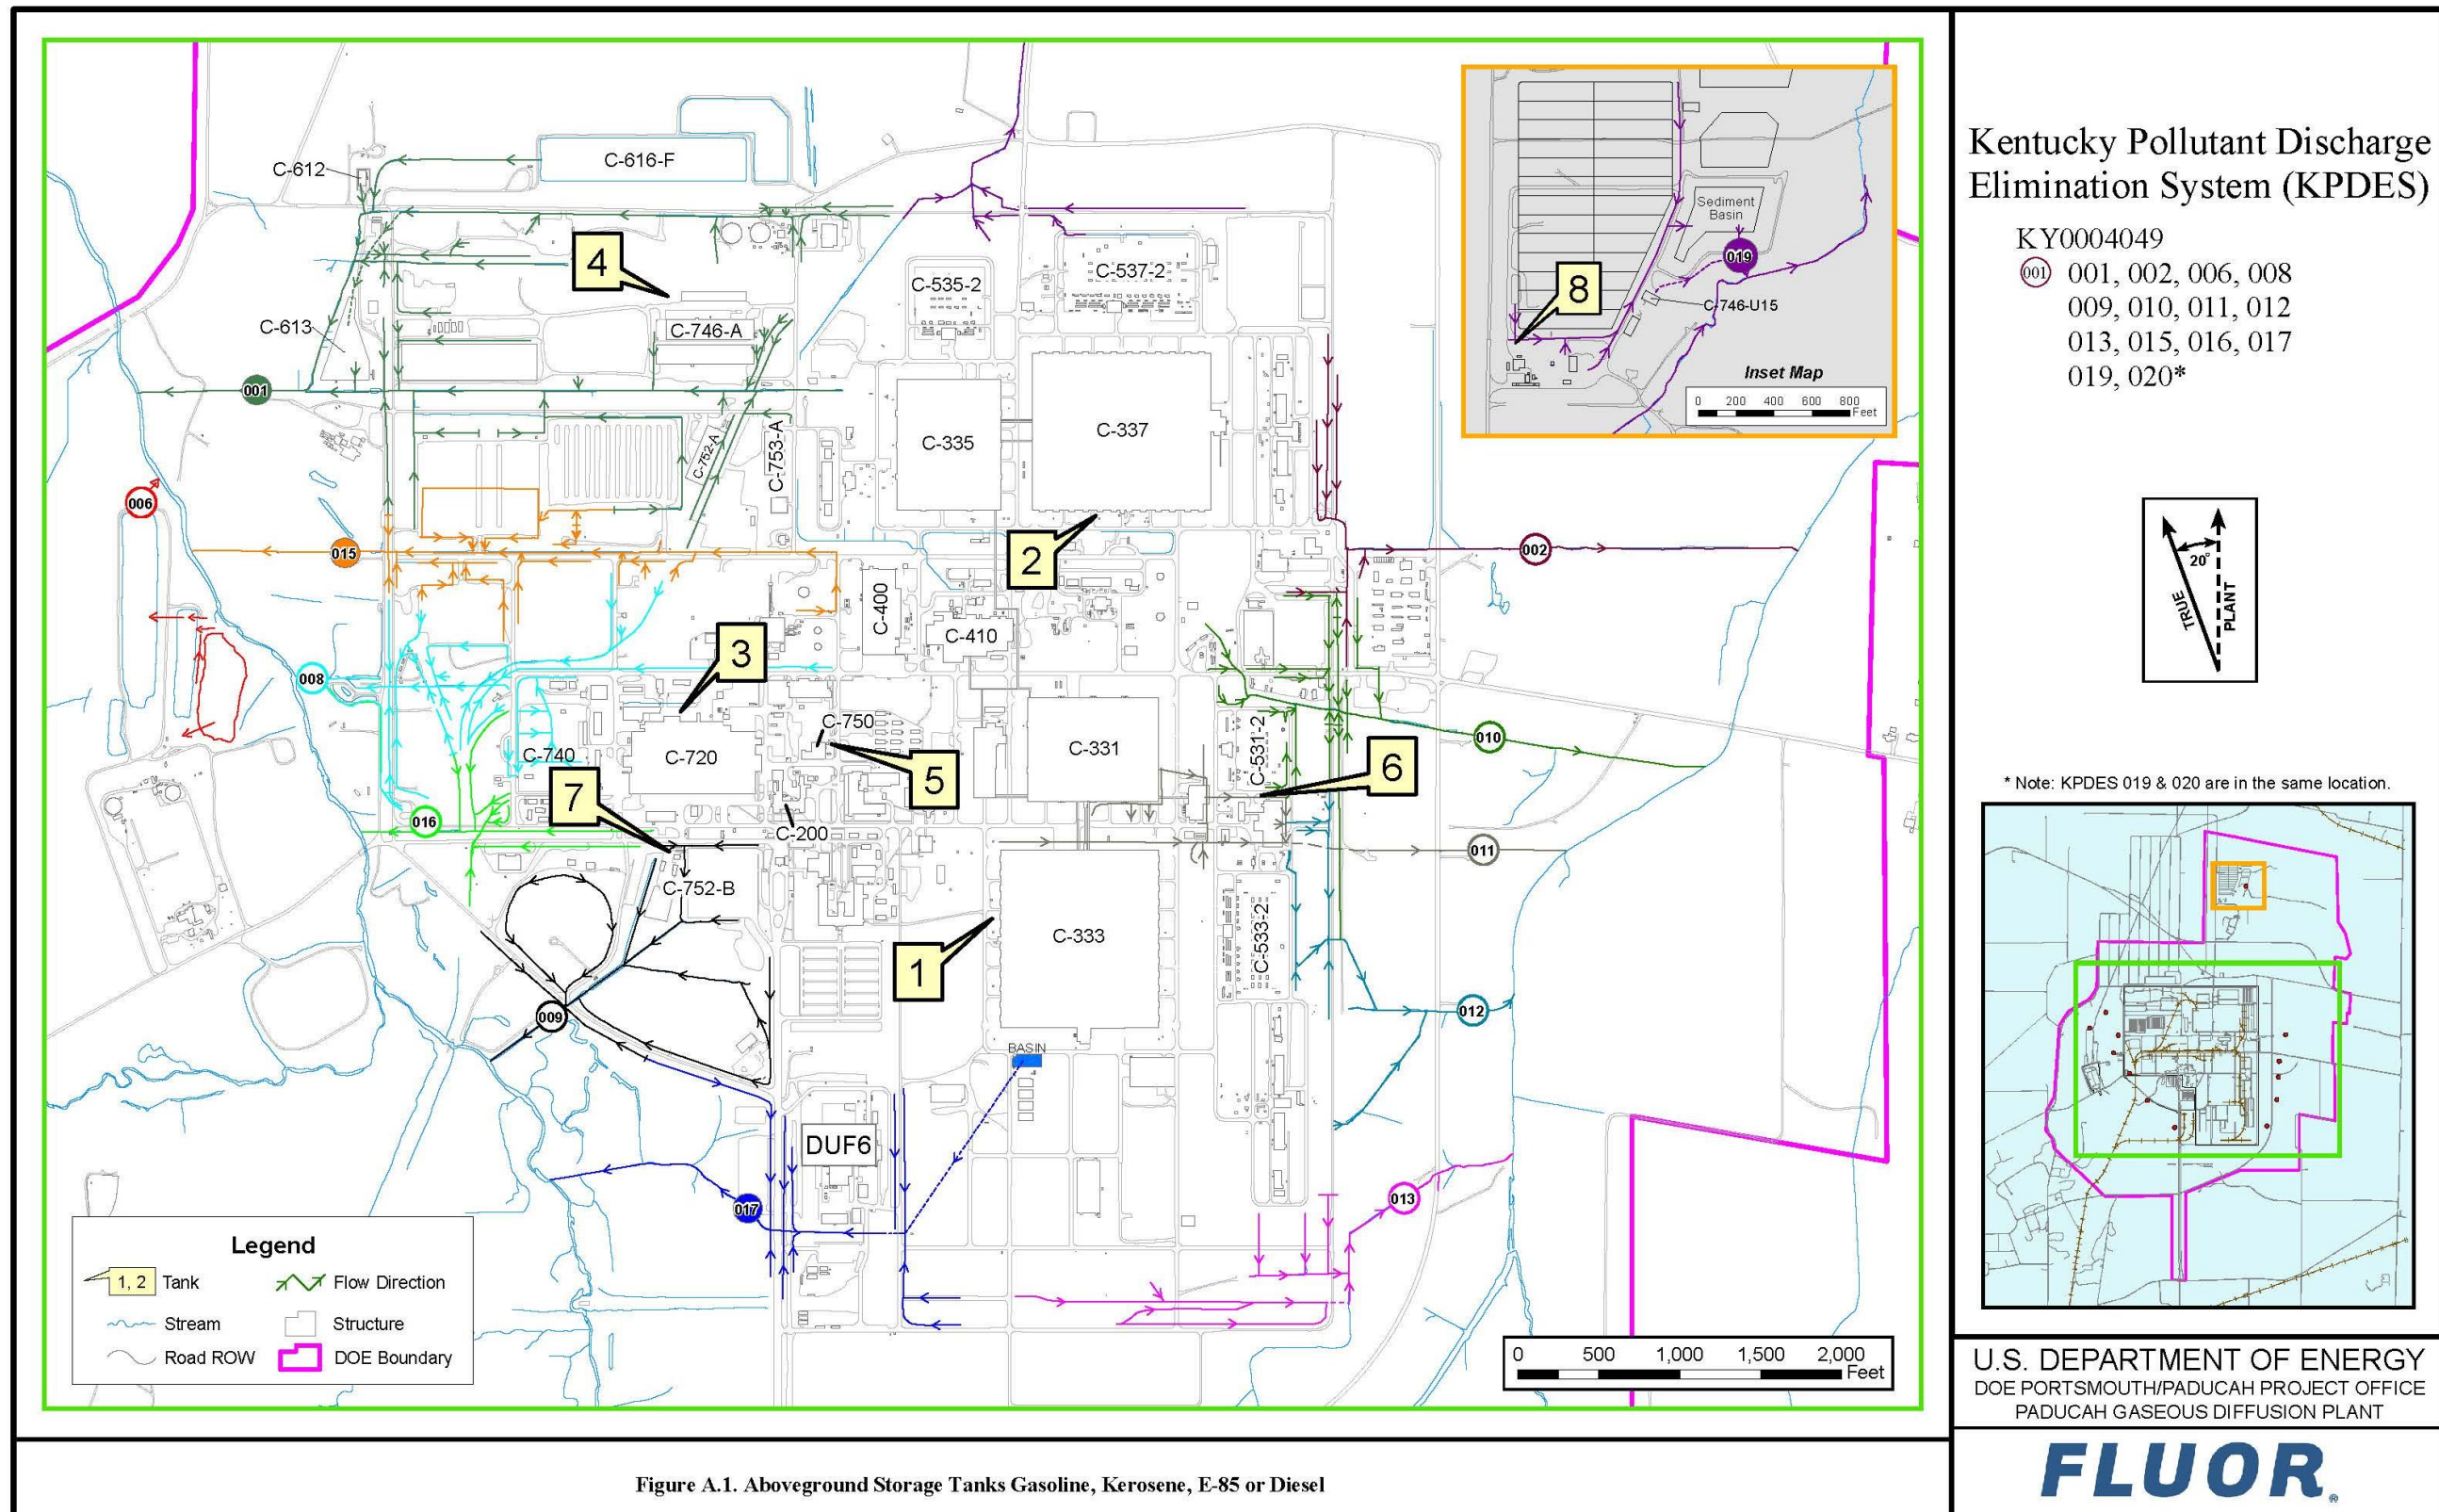 C-612
C-616-F
4
C-535-2
C-537-2
C-613
C-746-A
001
C-335
C-337
C-752-A
C-753-A
006
015
2
002
C-400
C-410
3
008
C-750
C-740
C-720
C-331
C-531-2
010
5
6
7
016
C-200
011
C-752-B
1
C-333
C-533-2
009
012
BASIN
DUF6
017
013
Sediment
Basin
019
8
C-746-U15
Inset Map
0 200 400 600 800
Feet
Legend
1, 2 Tank
Flow Direction
Stream
Structure
Road ROW
DOE Boundary
0 500 1,000 1,500 2,000
Feet
Figure A.1. Aboveground Storage Tanks Gasoline, Kerosene, E-85 or Diesel
Kentucky Pollutant Discharge
Elimination System (KPDES)
KY0004049
001 001, 002, 006, 008
009, 010, 011, 012
013, 015, 016, 017
019, 020*
20°
TRUE
PLANT
* Note: KPDES 019 & 020 are in the same location.
U.S. DEPARTMENT OF ENERGY
DOE PORTSMOUTH/PADUCAH PROJECT OFFICE
PADUCAH GASEOUS DIFFUSION PLANT
FLUOR®